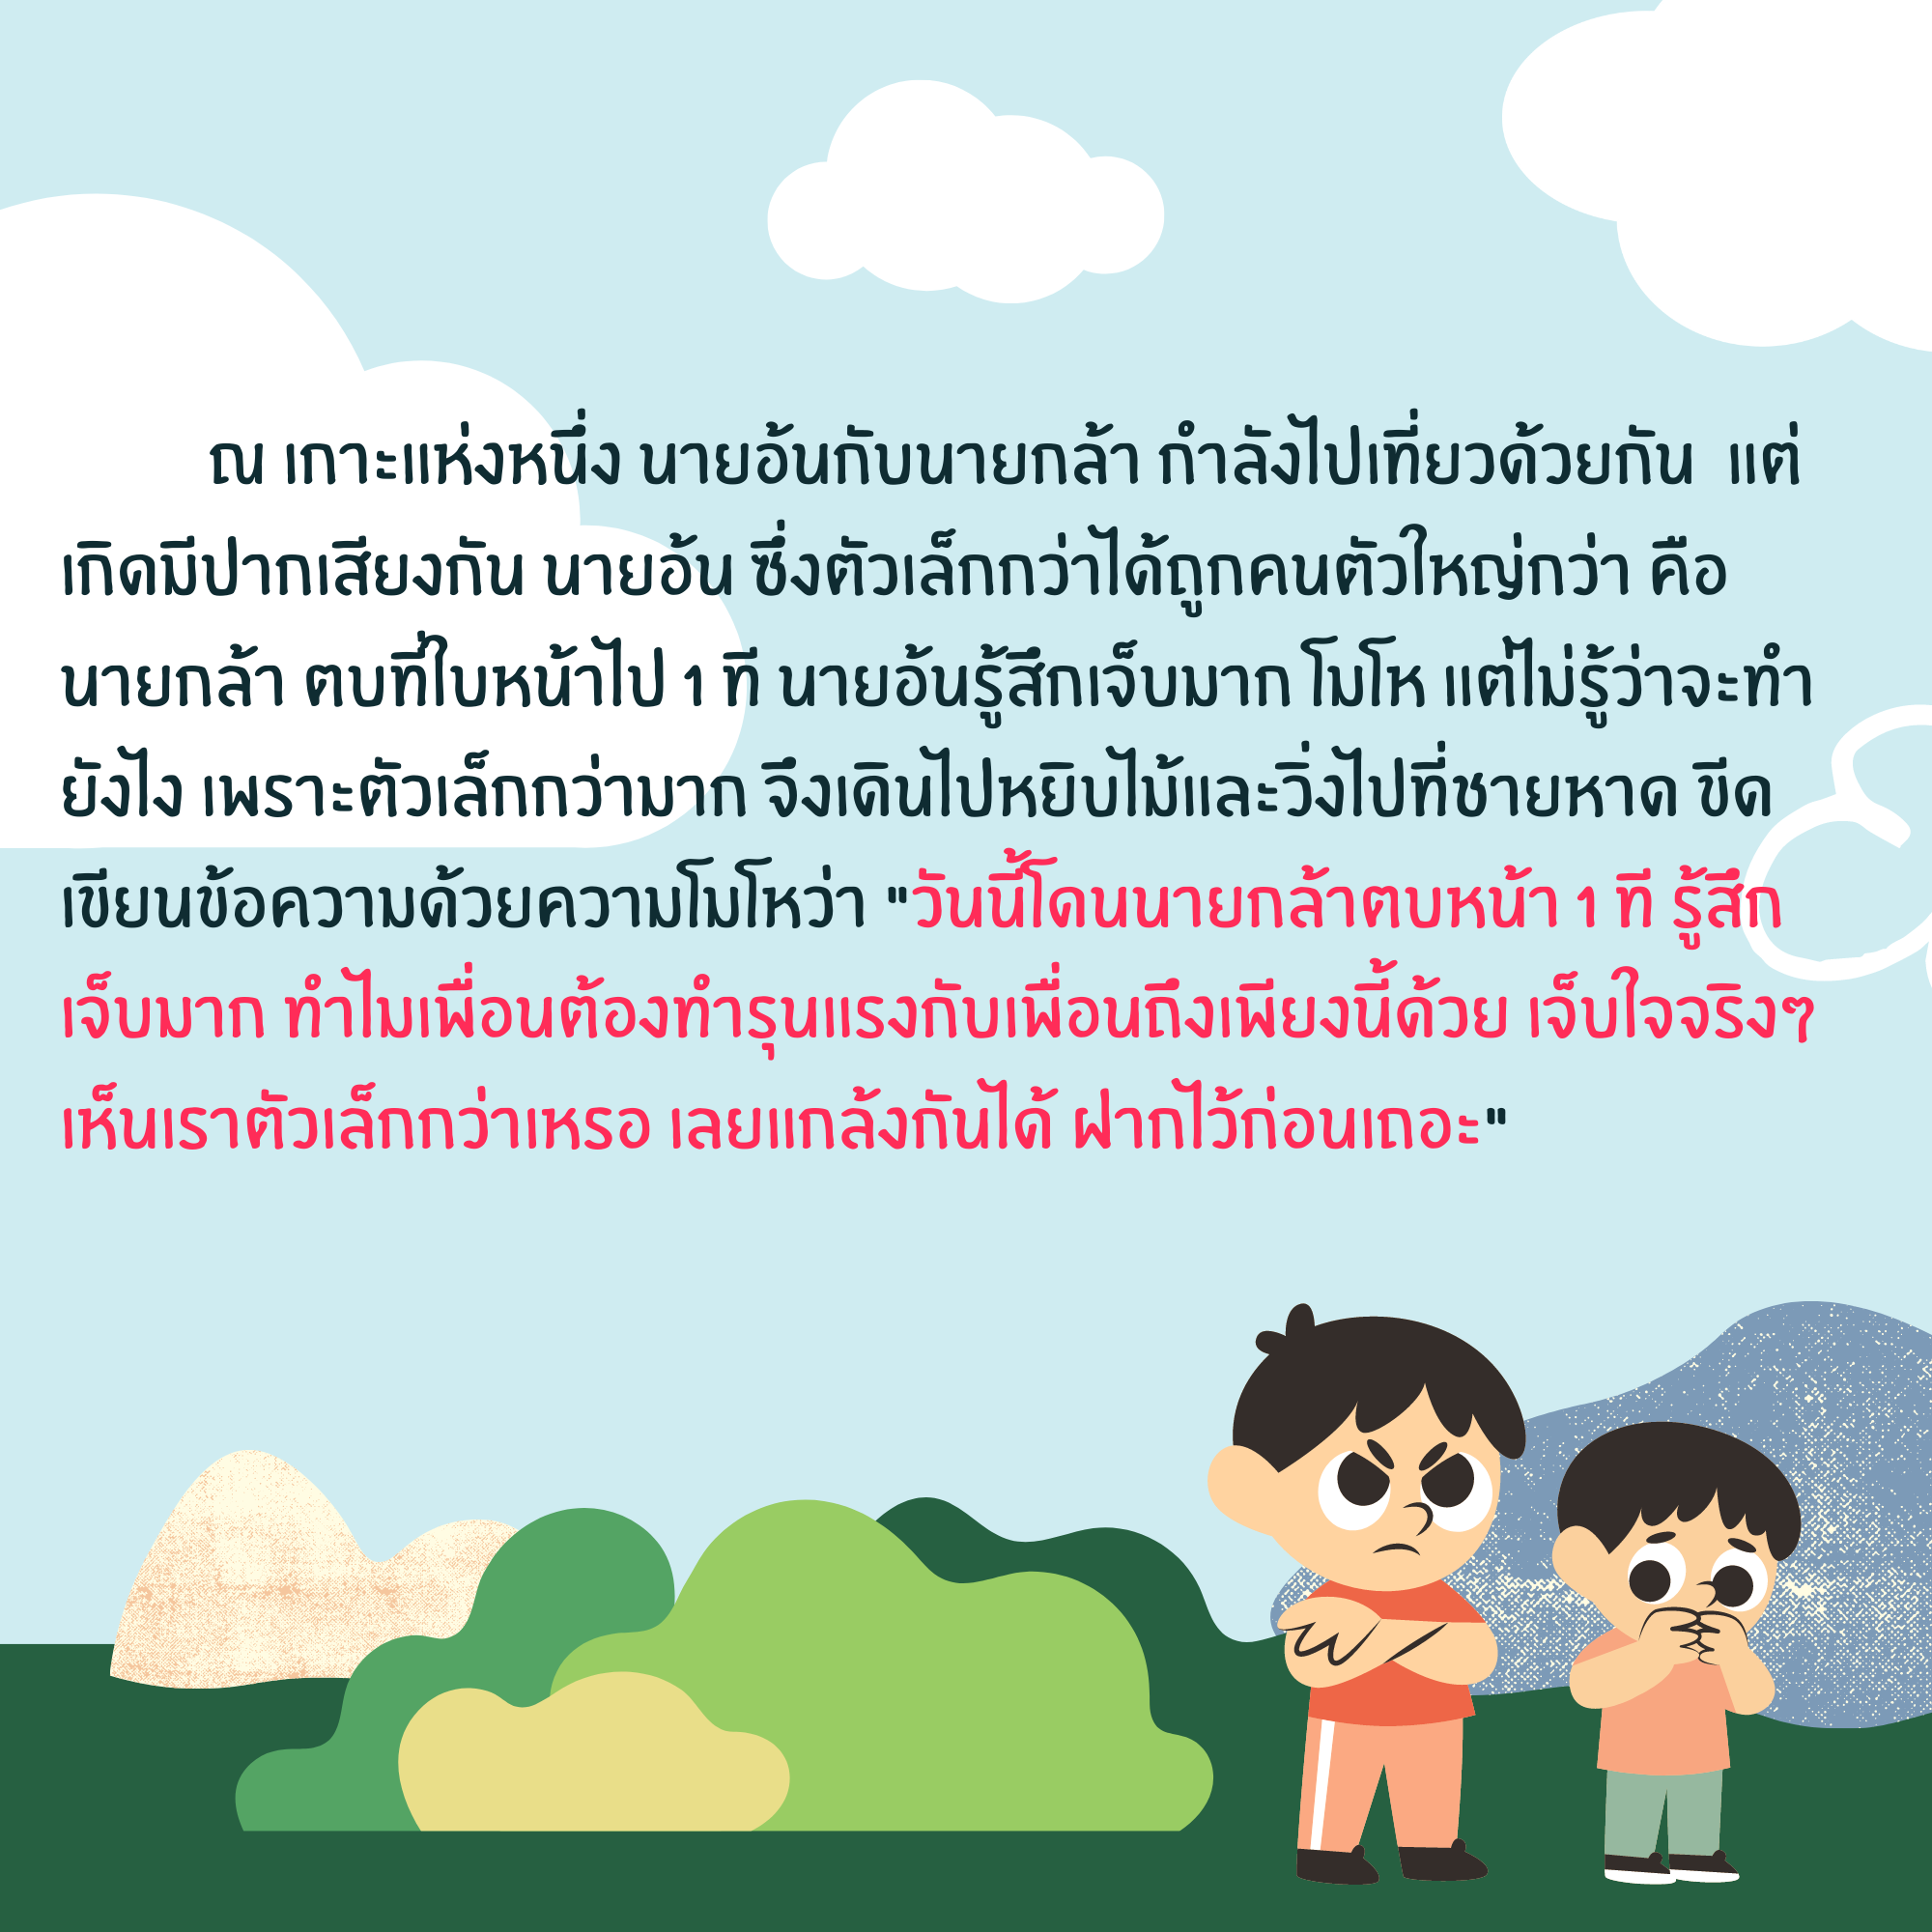 ณ เกาะแห่งหนึ่ง นายอ้นกับนายกล้า กำลังไปเที่ยวด้วยกัน แต่
เกิดมีปากเสียงกัน นายอ้น ซึ่งตัวเล็กกว่าได้ถูกคนตัวใหญ่กว่า คือ
นายกล้า ตบที่ใบหน้าไป 1 ที นายอ้นรู้สึกเจ็บมาก โมโห แต่ไม่รู้ว่าจะทำ
ยังไง เพราะตัวเล็กกว่ามาก จึงเดินไปหยิบไม้และวิ่งไปที่ชายหาด ขีด
เขียนข้อความด้วยความโมโหว่า "วันนี้โดนนายกล้าตบหน้า 1 ที รู้สึก
เจ็บมาก ทำไมเพื่อนต้องทำรุนแรงกับเพื่อนถึงเพียงนี้ด้วย เจ็บใจจริงๆ
เห็นเราตัวเล็กกว่าเหรอ เลยแกล้งกันได้ ฝากไว้ก่อนเถอะ"